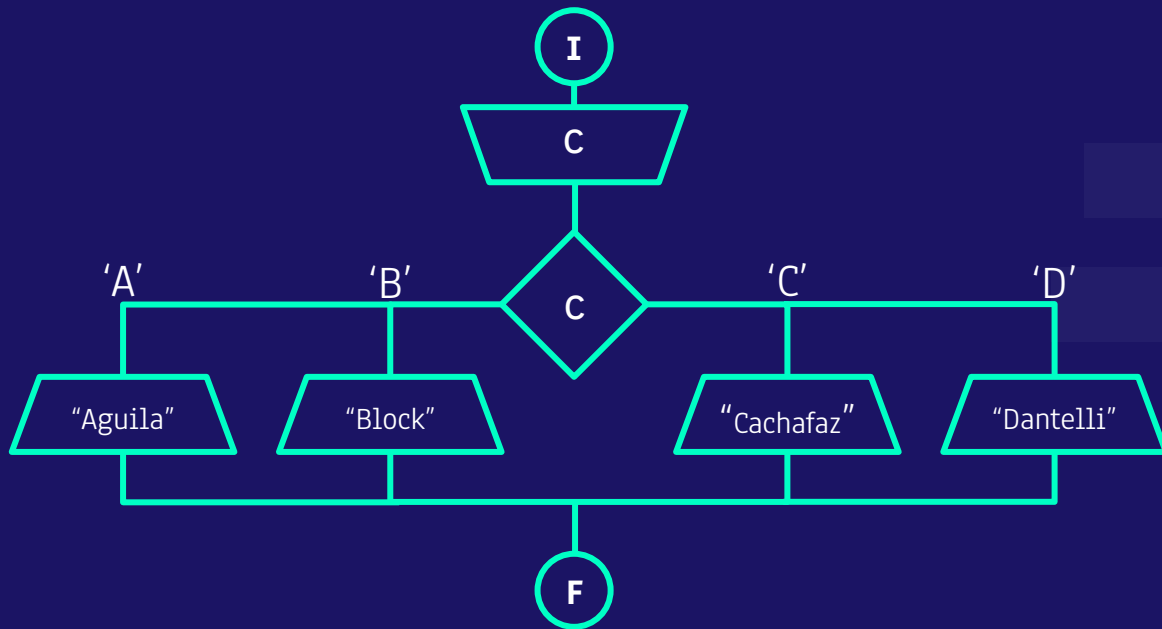 I
C
‘A’
‘B’
‘C’
‘D’
C
“Aguila”
“Block”
“Cachafaz”
“Dantelli”
F